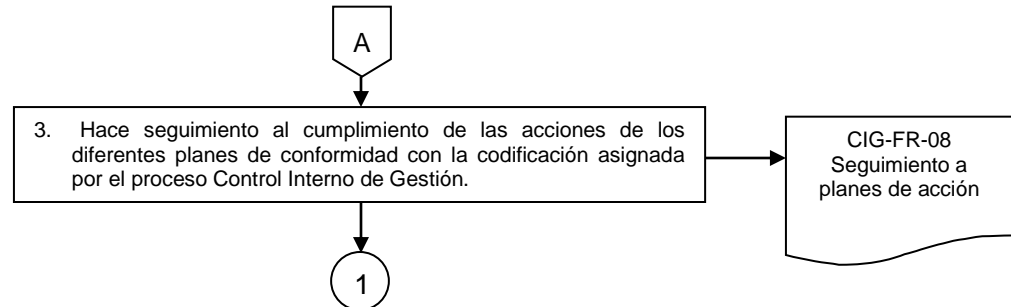 A
3. Hace seguimiento al cumplimiento de las acciones de los
diferentes planes de conformidad con la codificación asignada
por el proceso Control Interno de Gestión.
CIG-FR-08
Seguimiento a
planes de acción
1